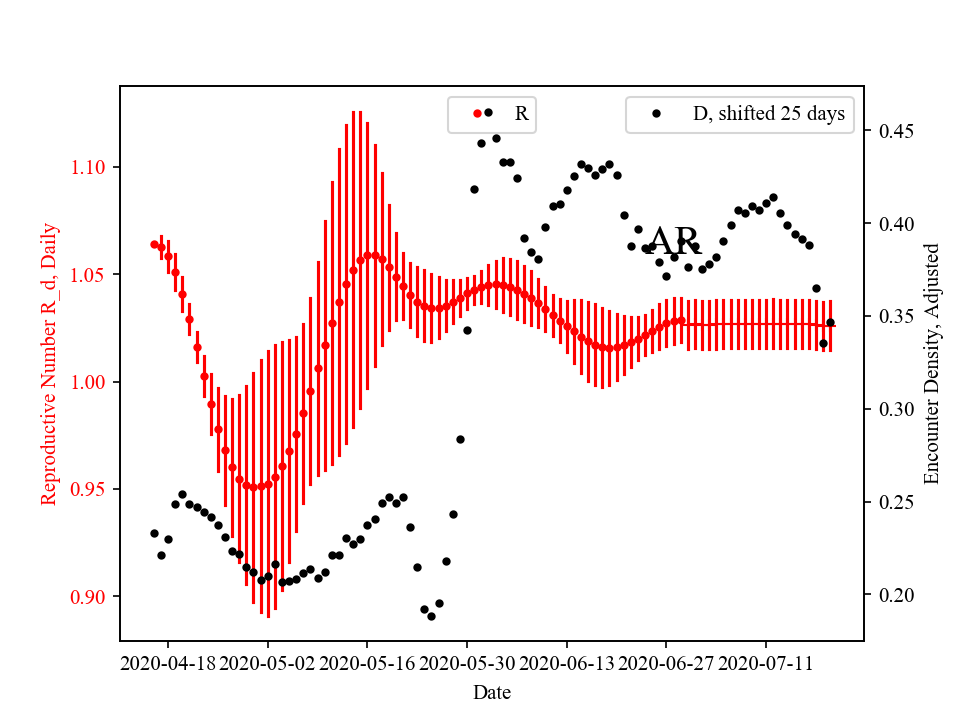 R
D, shifted 25 days
AR
Reproductive Number R_d, Daily
1.10
1.05
1.00
0.95
0.90
0.45
0.40
0.35
0.30
0.25
0.20
Encounter Density, Adjusted
2020-04-18 2020-05-02 2020-05-16 2020-05-30 2020-06-13 2020-06-27 2020-07-11
Date